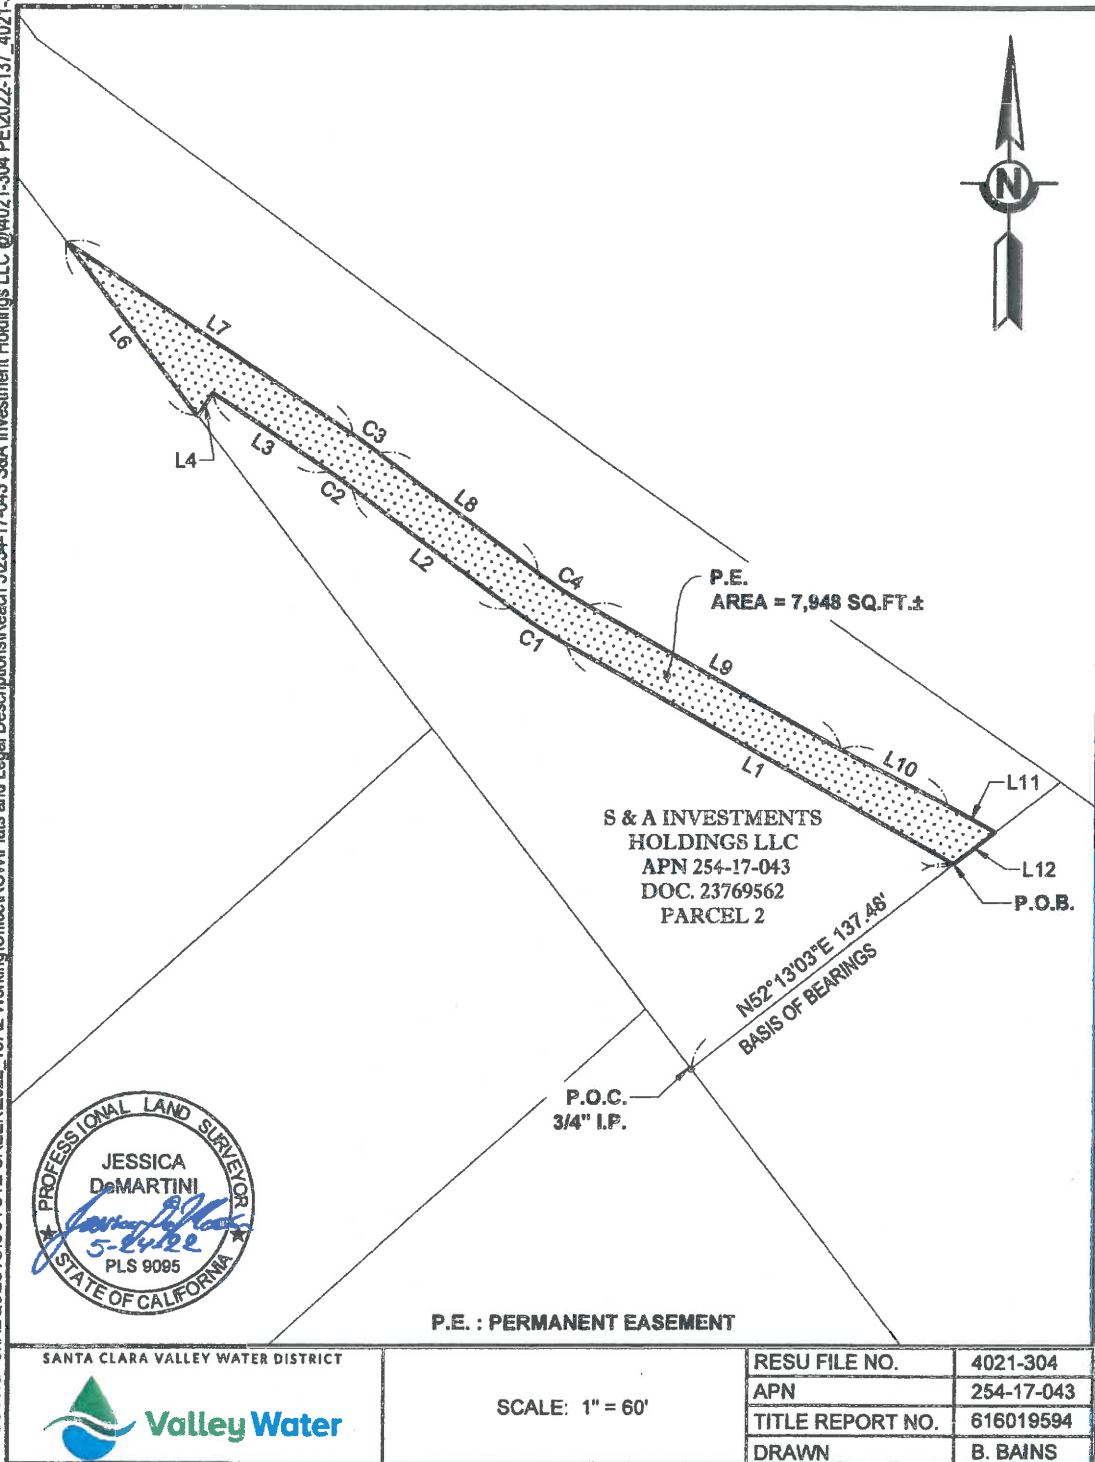 N
L7
L6
C3
L4
L3
L8
C2
L2
C4
P.E.
AREA = 7,948 SQ.FT.±
C1
L9
L1
L10
L11
S & A INVESTMENTS
HOLDINGS LLC
APN 254-17-043
DOC. 23769562
PARCEL 2
L12
P.O.B.
N52°13'03"E 137.48'
BASIS OF BEARINGS
P.O.C.
3/4" I.P.
PROFESSIONAL LAND SURVEYOR
JESSICA
DeMARTINI
5-24-22
PLS 9095
STATE OF CALIFORNIA
P.E. : PERMANENT EASEMENT
SANTA CLARA VALLEY WATER DISTRICT
Valley Water
SCALE: 1" = 60'
RESU FILE NO. 4021-304
APN 254-17-043
TITLE REPORT NO. 616019594
DRAWN B. BAINS